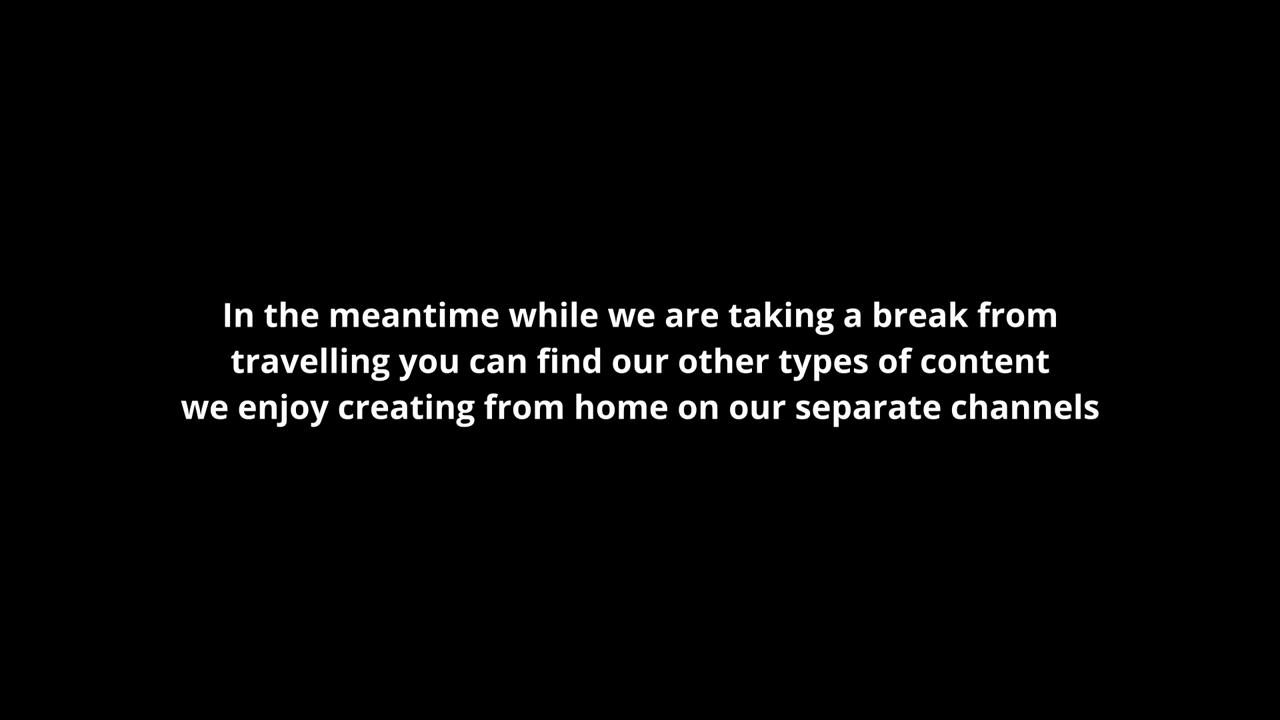 In the meantime while we are taking a break from
travelling you can find our other types of content
we enjoy creating from home on our separate channels